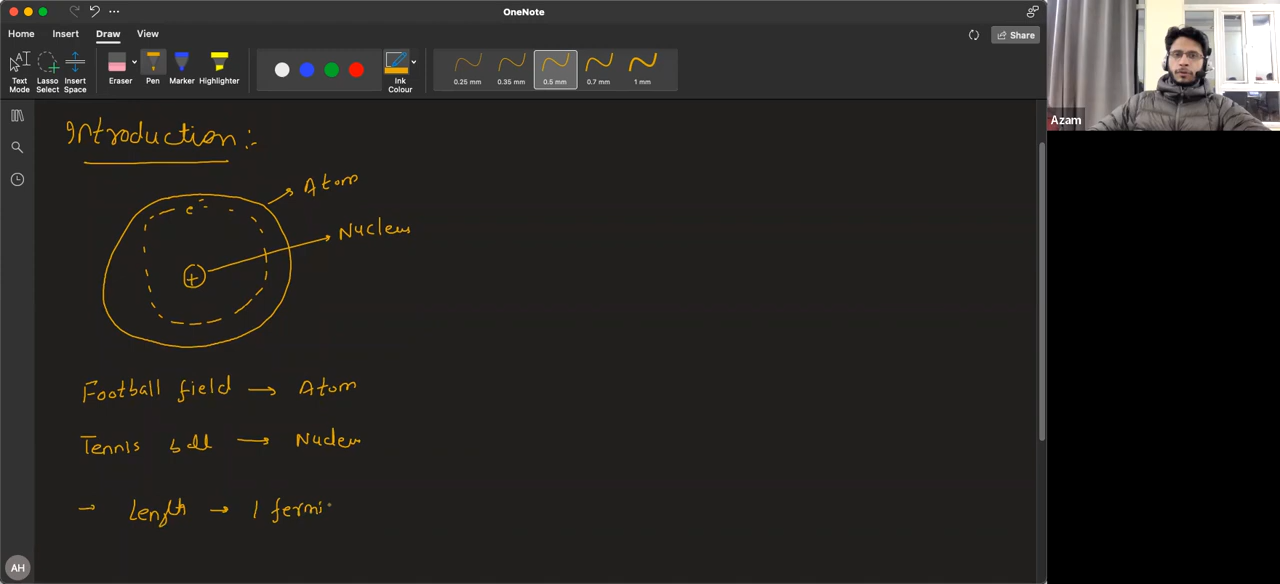 OneNote
Home Insert Draw View
Share
Text Mode
Lasso Select
Insert Space
Eraser
Pen
Marker
Highlighter
Ink Colour
0.25 mm
0.35 mm
0.5 mm
0.7 mm
1 mm
Azam
Introduction :-
Atom
Nucleus
e-
+
Football field → Atom
Tennis ball → Nucleus
→ Length → 1 fermi
AH